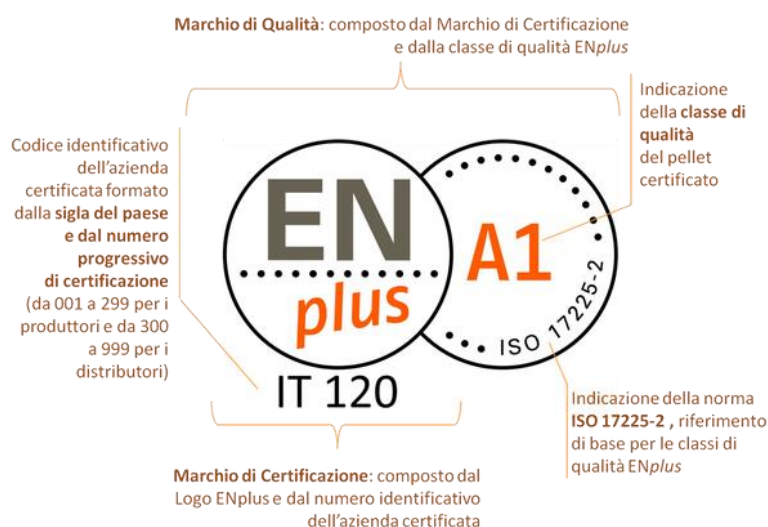 Marchio di Qualità: composto dal Marchio di Certificazione
e dalla classe di qualità ENplus
Indicazione
della classe di
qualità
del pellet
certificato
Codice identificativo
dell'azienda
certificata formato
dalla sigla del paese
e dal numero
progressivo
di certificazione
(da 001 a 299 per i
produttori e da 300
a 999 per i
distributori)
EN
plus
A1
ISO 17225-2
IT 120
Indicazione della norma
ISO 17225-2 , riferimento
di base per le classi di
qualità ENplus
Marchio di Certificazione: composto dal
Logo ENplus e dal numero identificativo
dell'azienda certificata